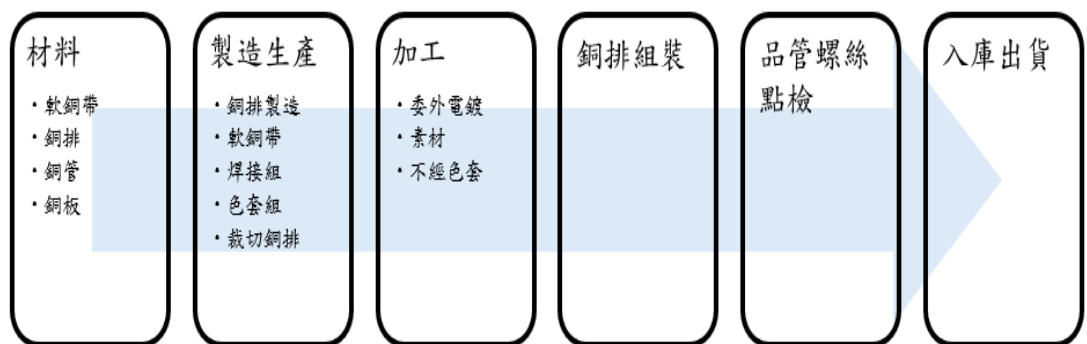 材料
・軟銅帶
・銅排
・銅管
・銅板
製造生產
・銅排製造
・軟銅帶
・焊接組
・色套組
・裁切銅排
加工
・委外電鍍
・素材
・不經色套
銅排組裝
品管螺絲
點檢
入庫出貨